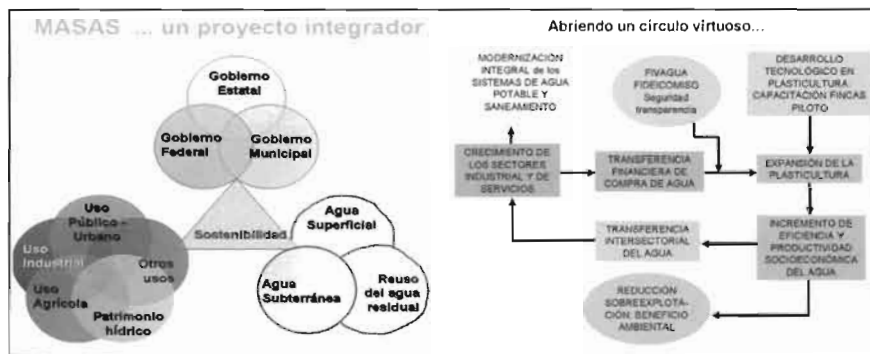 MASAS ... un proyecto integrador
Gobierno
Estatal
Gobierno
Federal
Gobierno
Municipal
Sostenibilidad
Uso
Público -
Urbano
Uso
Industrial
Otros
usos
Uso
Agrícola
Patrimonio
hídrico
Agua
Superficial
Agua
Subterránea
Reuso
del agua
residual
Abriendo un círculo virtuoso...
MODERNIZACIÓN
INTEGRAL de los
SISTEMAS DE AGUA
POTABLE Y
SANEAMIENTO
FIVAGUA
FIDEICOMISO
Seguridad
transparencia
DESARROLLO
TECNOLÓGICO EN
PLASTICULTURA.
CAPACITACIÓN FINCAS
PILOTO
CRECIMIENTO DE
LOS SECTORES
INDUSTRIAL Y DE
SERVICIOS
TRANSFERENCIA
FINANCIERA DE
COMPRA DE AGUA
EXPANSIÓN DE LA
PLASTICULTURA
TRANSFERENCIA
INTERSECTORIAL
DEL AGUA
INCREMENTO DE
EFICIENCIA Y
PRODUCTIVIDAD
SOCIOECONÓMICA
DEL AGUA
REDUCCIÓN
SOBREEXPLOTA-
CIÓN: BENEFICIO
AMBIENTAL